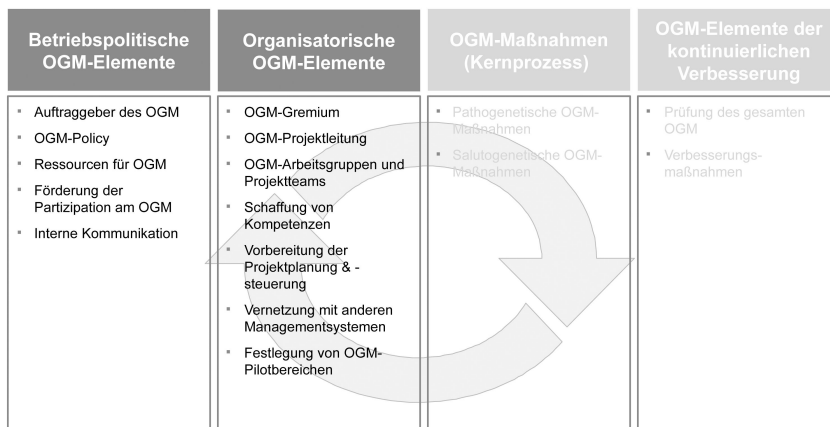 Betriebspolitische
OGM-Elemente
Organisatorische
OGM-Elemente
OGM-Maßnahmen
(Kernprozess)
OGM-Elemente der
kontinuierlichen
Verbesserung
▪ Auftraggeber des OGM
▪ OGM-Policy
▪ Ressourcen für OGM
▪ Förderung der
Partizipation am OGM
▪ Interne Kommunikation
▪ OGM-Gremium
▪ OGM-Projektleitung
▪ OGM-Arbeitsgruppen und
Projektteams
▪ Schaffung von
Kompetenzen
▪ Vorbereitung der
Projektplanung & -
steuerung
▪ Vernetzung mit anderen
Managementsystemen
▪ Festlegung von OGM-
Pilotbereichen
▪ Pathogenetische OGM-
Maßnahmen
▪ Salutogenetische OGM-
Maßnahmen
▪ Prüfung des gesamten
OGM
▪ Verbesserungs-
maßnahmen